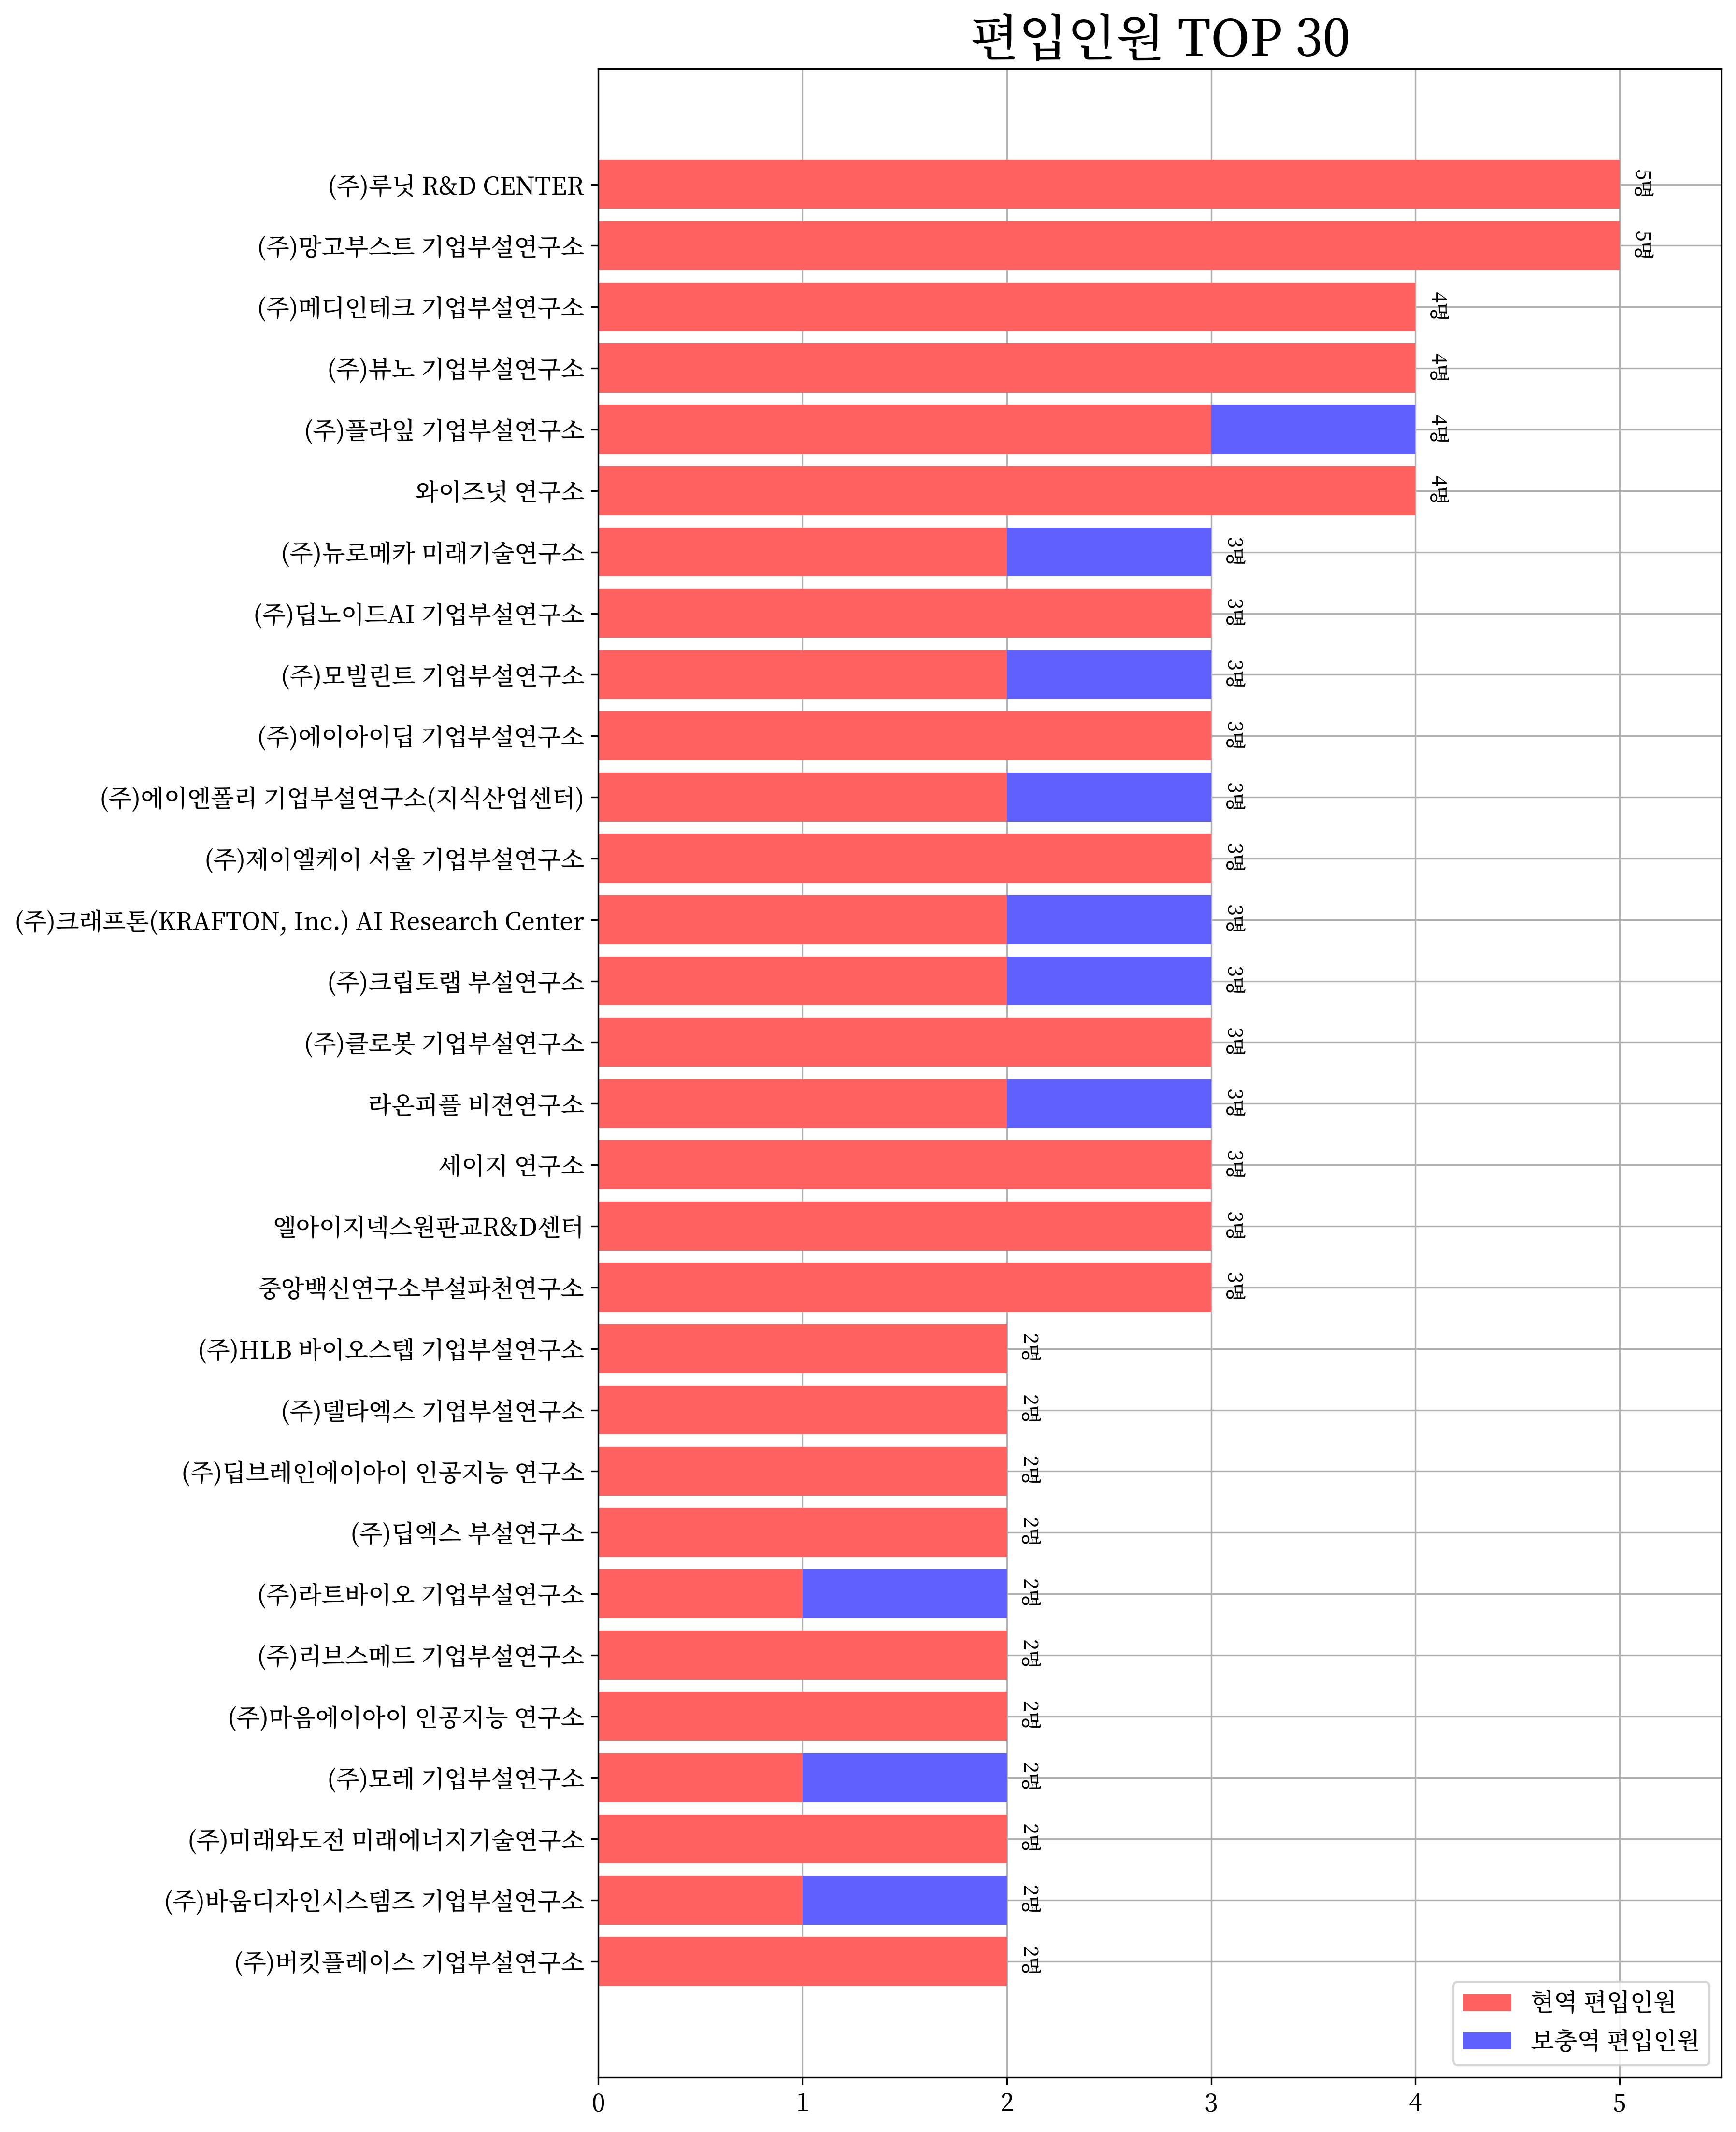 편입인원 TOP 30
(주)루닛 R&D CENTER 5명
(주)망고부스트 기업부설연구소 5명
(주)메디인테크 기업부설연구소 4명
(주)뷰노 기업부설연구소 4명
(주)플라잎 기업부설연구소 4명
와이즈넛 연구소 4명
(주)뉴로메카 미래기술연구소 3명
(주)딥노이드AI 기업부설연구소 3명
(주)모빌린트 기업부설연구소 3명
(주)에이아이딥 기업부설연구소 3명
(주)에이엔폴리 기업부설연구소(지식산업센터) 3명
(주)제이엘케이 서울 기업부설연구소 3명
(주)크래프톤(KRAFTON, Inc.) AI Research Center 3명
(주)크립토랩 부설연구소 3명
(주)클로봇 기업부설연구소 3명
라온피플 비젼연구소 3명
세이지 연구소 3명
엘아이지넥스원판교R&D센터 3명
중앙백신연구소부설파천연구소 3명
(주)HLB 바이오스텝 기업부설연구소 2명
(주)델타엑스 기업부설연구소 2명
(주)딥브레인에이아이 인공지능 연구소 2명
(주)딥엑스 부설연구소 2명
(주)라트바이오 기업부설연구소 2명
(주)리브스메드 기업부설연구소 2명
(주)마음에이아이 인공지능 연구소 2명
(주)모레 기업부설연구소 2명
(주)미래와도전 미래에너지기술연구소 2명
(주)바움디자인시스템즈 기업부설연구소 2명
(주)버킷플레이스 기업부설연구소 2명
현역 편입인원
보충역 편입인원
0 1 2 3 4 5